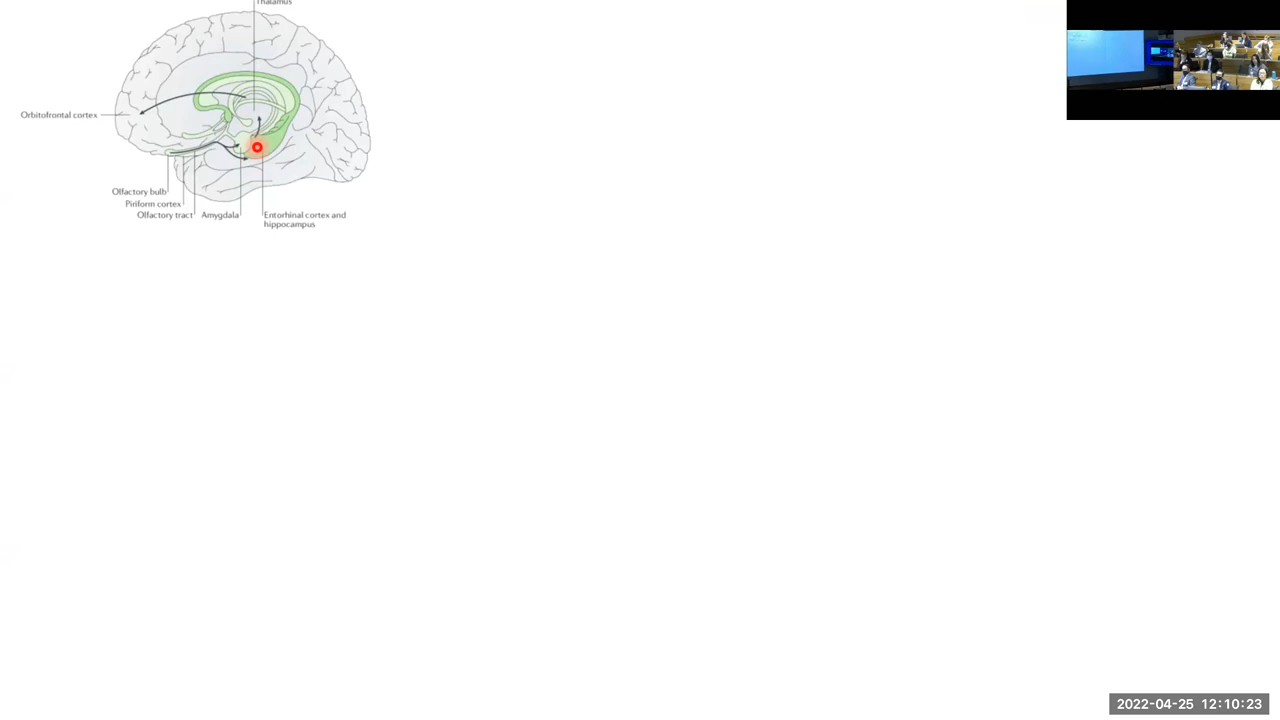 Thalamus
Orbitofrontal cortex
Olfactory bulb
Piriform cortex
Olfactory tract
Amygdala
Entorhinal cortex and
hippocampus
2022-04-25 12:10:23